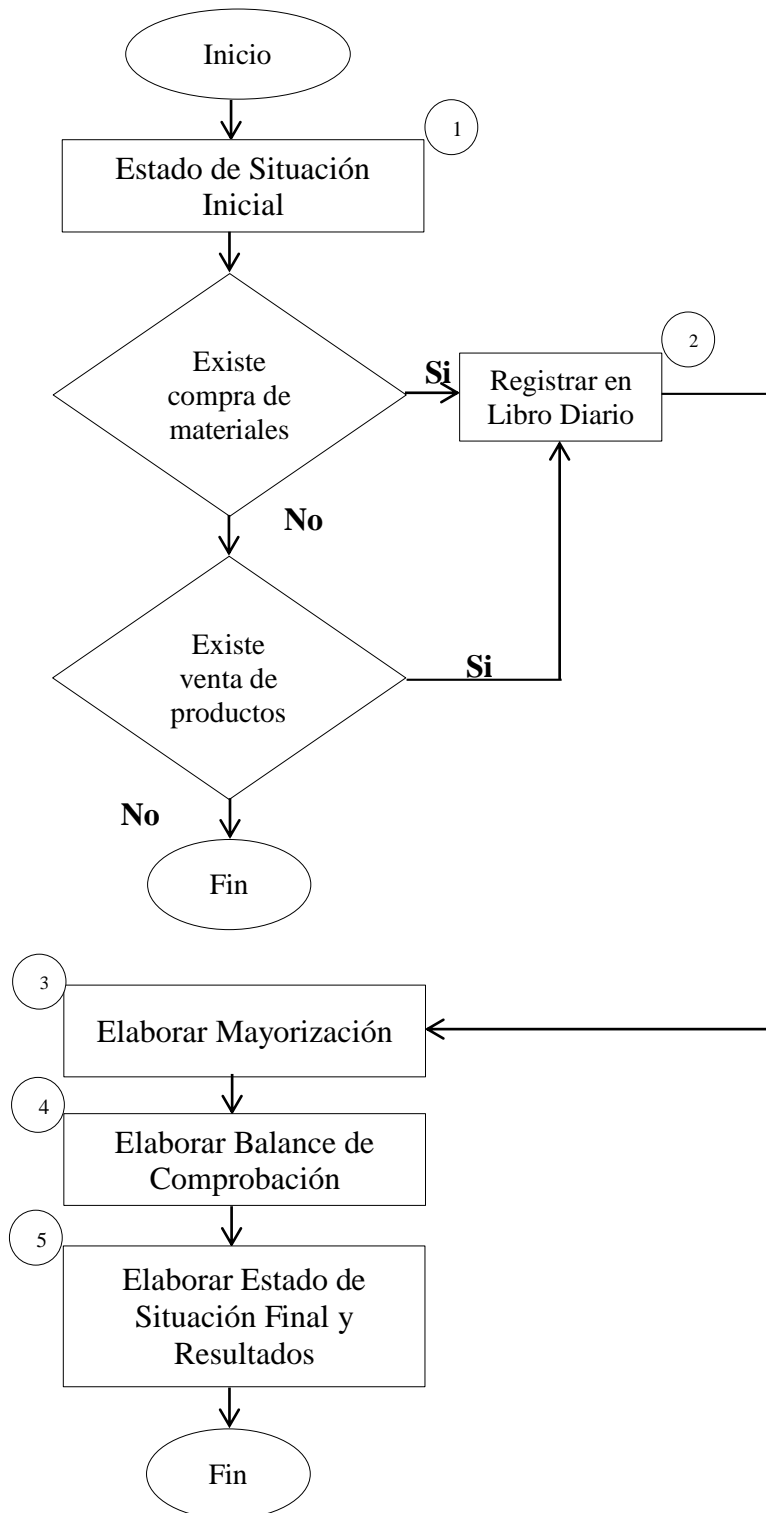 Inicio
1
Estado de Situación
Inicial
Existe
compra de
materiales
Si
2
Registrar en
Libro Diario
No
Existe
venta de
productos
Si
No
Fin
3
Elaborar Mayorización
4
Elaborar Balance de
Comprobación
5
Elaborar Estado de
Situación Final y
Resultados
Fin